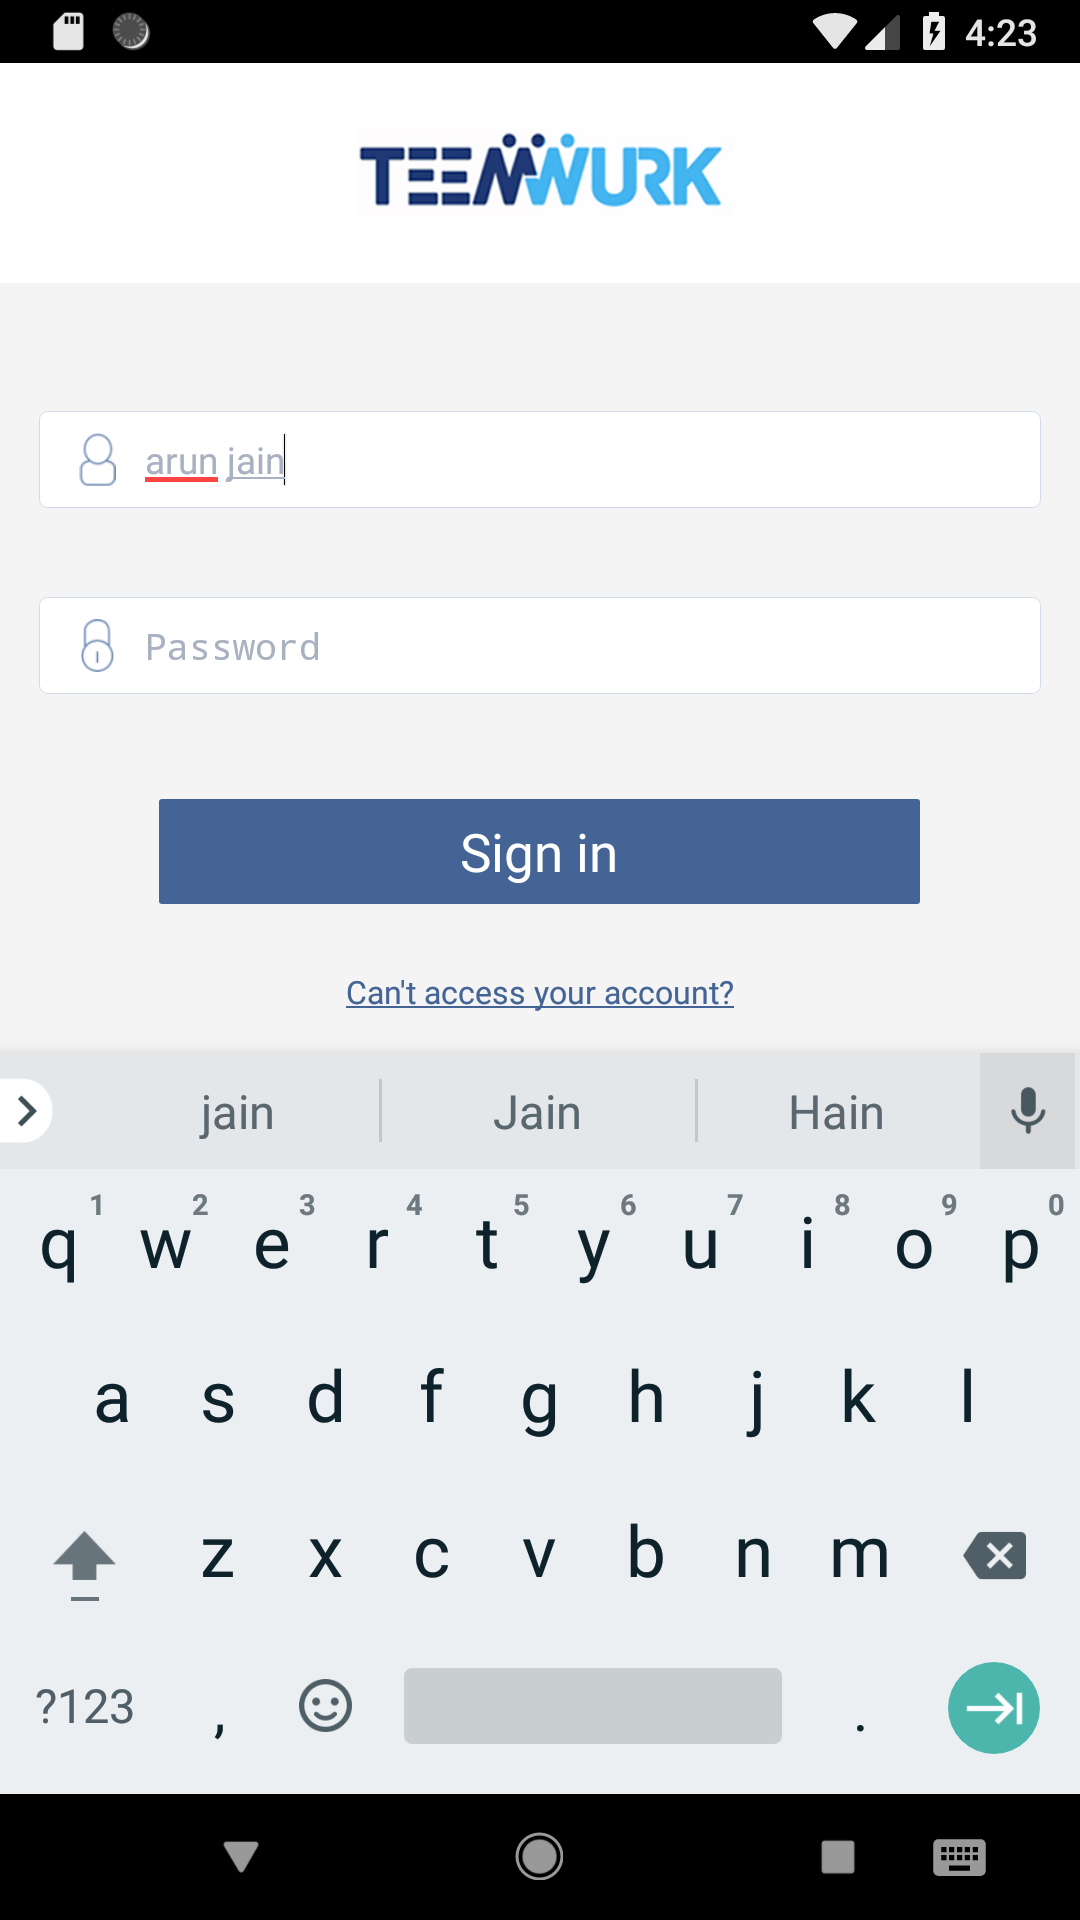 4:23
TEEMWURK
arun jain
Password
Sign in
Can't access your account?
jain Jain Hain
1 2 3 4 5 6 7 8 9 0
q w e r t y u i o p
a s d f g h j k l
z x c v b n m
?123 , .